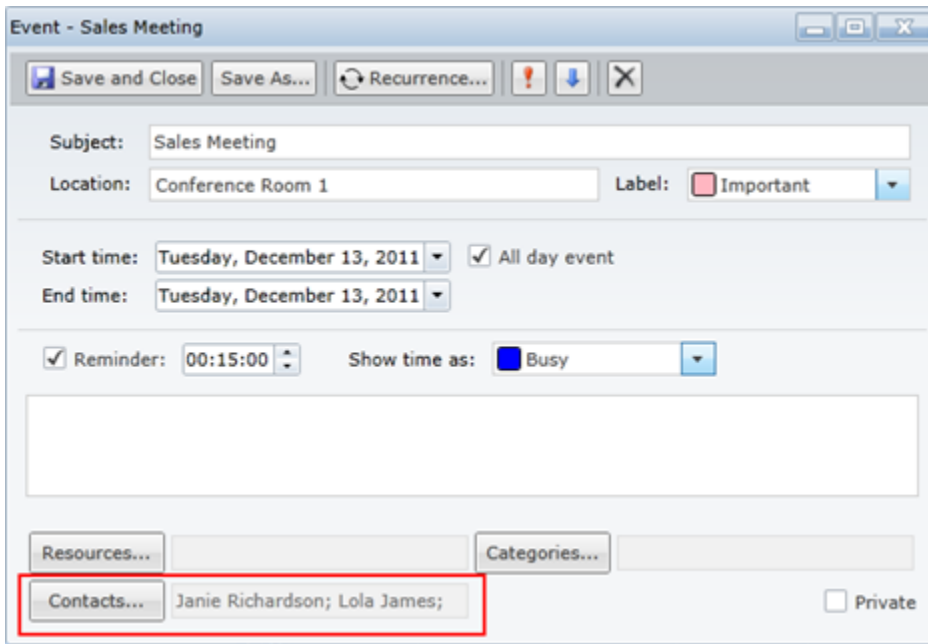 Event - Sales Meeting
Save and Close Save As... Recurrence...
Subject: Sales Meeting
Location: Conference Room 1 Label: Important
Start time: Tuesday, December 13, 2011 All day event
End time: Tuesday, December 13, 2011
Reminder: 00:15:00 Show time as: Busy
Resources... Categories...
Contacts... Janie Richardson; Lola James; Private